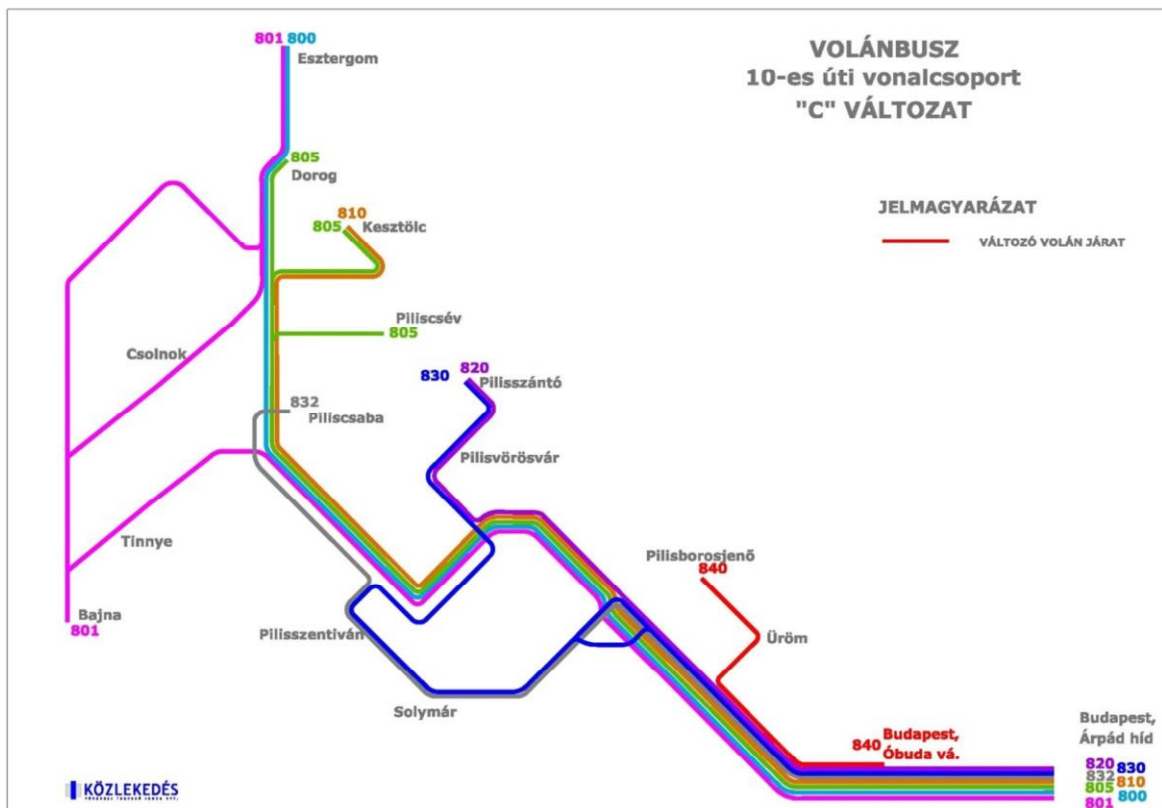 VOLÁNBUSZ
10-es úti vonalcsoport
"C" VÁLTOZAT
JELMAGYARÁZAT
VÁLTOZÓ VOLÁN JÁRAT
801 800
Esztergom
805
Dorog
810
805 Kesztölc
Piliscsév
805
Csolnok
820
830 Pilisszántó
832
Piliscsaba
Pilisvörösvár
Tinnye
Pilisborosjenő
840
Bajna
801
Pilisszentiván
Üröm
Solymár
840 Budapest,
Óbuda vá.
Budapest,
Árpád híd
820 830
832 810
805 800
801
KÖZLEKEDÉS